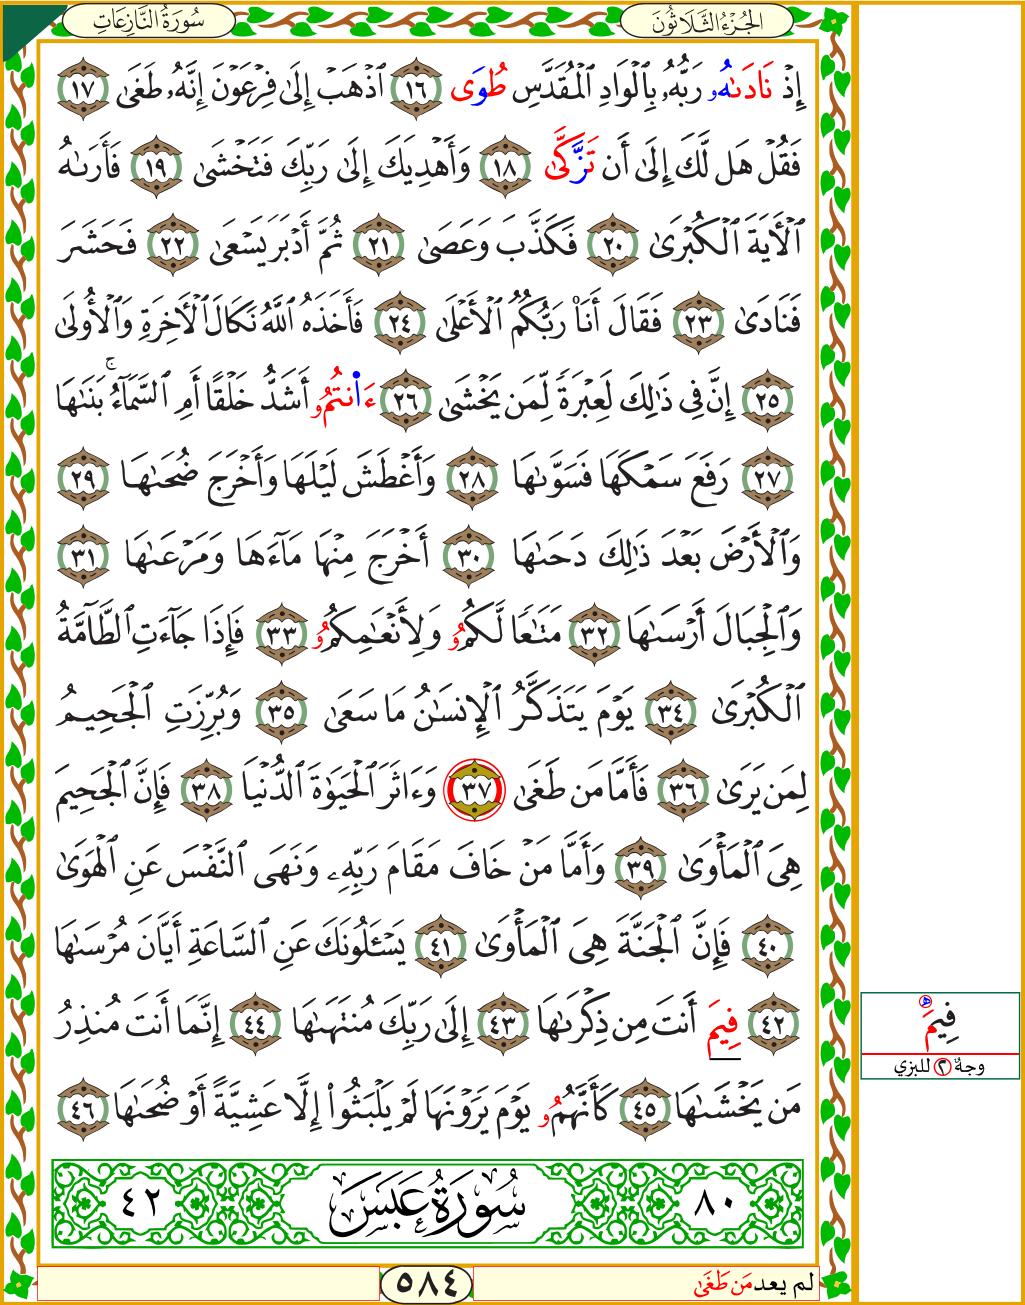 سُورَةُ النَّازِعَاتِ
الجُزْءُ الثَّلَاثُونَ
إِذْ نَادَىٰهُۥ رَبُّهُۥ بِٱلْوَادِ ٱلْمُقَدَّسِ طُوَى ١٦ ٱذْهَبْ إِلَىٰ فِرْعَوْنَ إِنَّهُۥ طَغَىٰ ١٧
فَقُلْ هَل لَّكَ إِلَىٰ أَن تَزَّكَّىٰ ١٨ وَأَهْدِيَكَ إِلَىٰ رَبِّكَ فَتَخْشَىٰ ١٩ فَأَرَىٰهُ
ٱلْأَيَةَ ٱلْكُبْرَىٰ ٢٠ فَكَذَّبَ وَعَصَىٰ ٢١ ثُمَّ أَدْبَرَ يَسْعَىٰ ٢٢ فَحَشَرَ
فَنَادَىٰ ٢٣ فَقَالَ أَنَا۠ رَبُّكُمُ ٱلْأَعْلَىٰ ٢٤ فَأَخَذَهُ ٱللَّهُ نَكَالَ ٱلْأَخِرَةِ وَٱلْأُولَىٰ
٢٥ إِنَّ فِى ذَٰلِكَ لَعِبْرَةً لِّمَن يَخْشَىٰ ٢٦ ءَأَنتُمُۥ أَشَدُّ خَلْقًا أَمِ ٱلسَّمَآءُ ۚ بَنَىٰهَا
٢٧ رَفَعَ سَمْكَهَا فَسَوَّىٰهَا ٢٨ وَأَغْطَشَ لَيْلَهَا وَأَخْرَجَ ضُحَىٰهَا ٢٩
وَٱلْأَرْضَ بَعْدَ ذَٰلِكَ دَحَىٰهَا ٣٠ أَخْرَجَ مِنْهَا مَآءَهَا وَمَرْعَىٰهَا ٣١
وَٱلْجِبَالَ أَرْسَىٰهَا ٣٢ مَتَٰعًا لَّكُمُۥ وَلِأَنْعَٰمِكُمُۥ ٣٣ فَإِذَا جَآءَتِ ٱلطَّآمَّةُ
ٱلْكُبْرَىٰ ٣٤ يَوْمَ يَتَذَكَّرُ ٱلْإِنسَٰنُ مَا سَعَىٰ ٣٥ وَبُرِّزَتِ ٱلْجَحِيمُ
لِمَن يَرَىٰ ٣٦ فَأَمَّا مَن طَغَىٰ ٣٧ وَءَاثَرَ ٱلْحَيَوٰةَ ٱلدُّنْيَا ٣٨ فَإِنَّ ٱلْجَحِيمَ
هِىَ ٱلْمَأْوَىٰ ٣٩ وَأَمَّا مَنْ خَافَ مَقَامَ رَبِّهِۦ وَنَهَى ٱلنَّفْسَ عَنِ ٱلْهَوَىٰ
٤٠ فَإِنَّ ٱلْجَنَّةَ هِىَ ٱلْمَأْوَىٰ ٤١ يَسْـَٔلُونَكَ عَنِ ٱلسَّاعَةِ أَيَّانَ مُرْسَىٰهَا
٤٢ فِيمَ أَنتَ مِن ذِكْرَىٰهَا ٤٣ إِلَىٰ رَبِّكَ مُنتَهَىٰهَا ٤٤ إِنَّمَا أَنتَ مُنذِرُ
مَن يَخْشَىٰهَا ٤٥ كَأَنَّهُمُۥ يَوْمَ يَرَوْنَهَا لَمْ يَلْبَثُوا۟ إِلَّا عَشِيَّةً أَوْ ضُحَىٰهَا ٤٦
فِيمَهْ
وجهٌ ٢ للبزي
٨٠ سُورَةُ عَبَسَ ٤٢
لم يعد مَن طَغَىٰ
٥٨٤